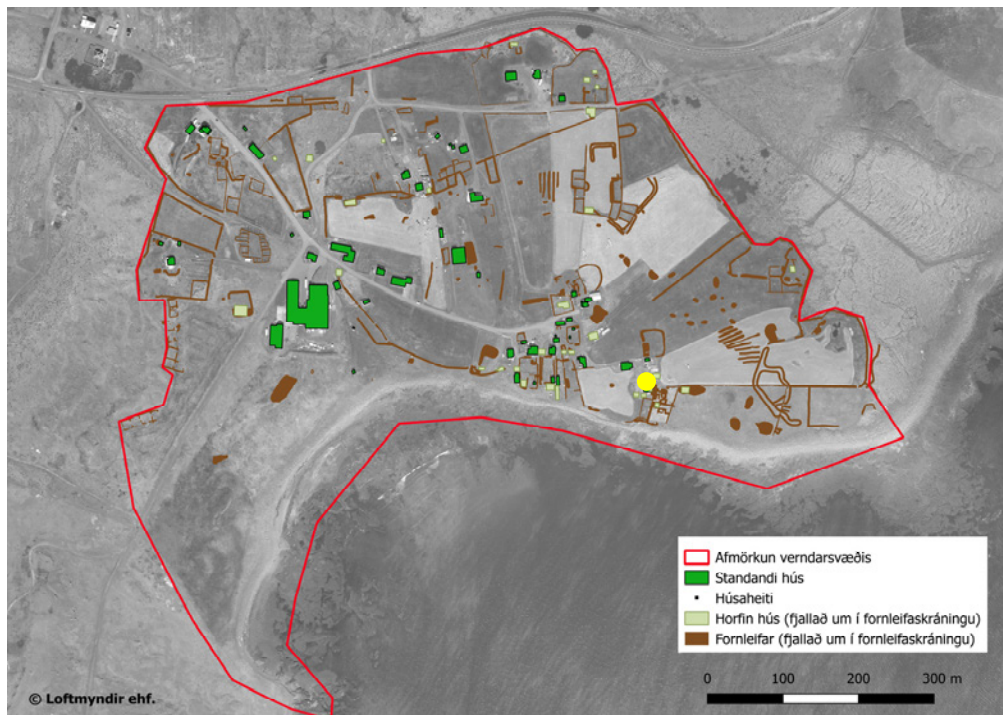 Afmörkun verndarsvæðis
Standandi hús
Húsaheiti
Horfin hús (fjallað um í fornleifaskráningu)
Fornleifar (fjallað um í fornleifaskráningu)
0 100 200 300 m
© Loftmyndir ehf.